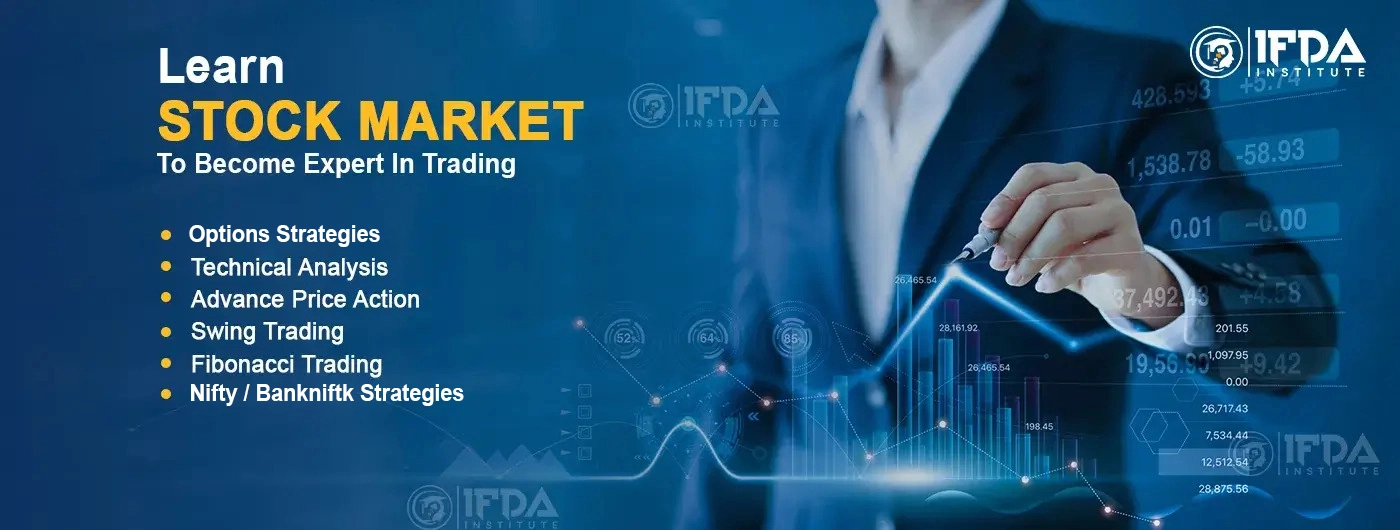 Learn
STOCK MARKET
To Become Expert In Trading
Options Strategies
Technical Analysis
Advance Price Action
Swing Trading
Fibonacci Trading
Nifty / Bankniftk Strategies
IFDA
INSTITUTE
IFDA
INSTITUTE
428.593 +5.74
1,538.78 -58.93
0.01 -0.00
37,492.43 +4.58
19,56.90 +9.42
26,465.54
28,161.92
26,465.54
198.45
52%
64%
85%
201.55
1,097.95
0.00
26,717.43
7,534.44
12,512.54
28,875.56
IFDA
INSTITUTE
IFDA
INSTITUTE